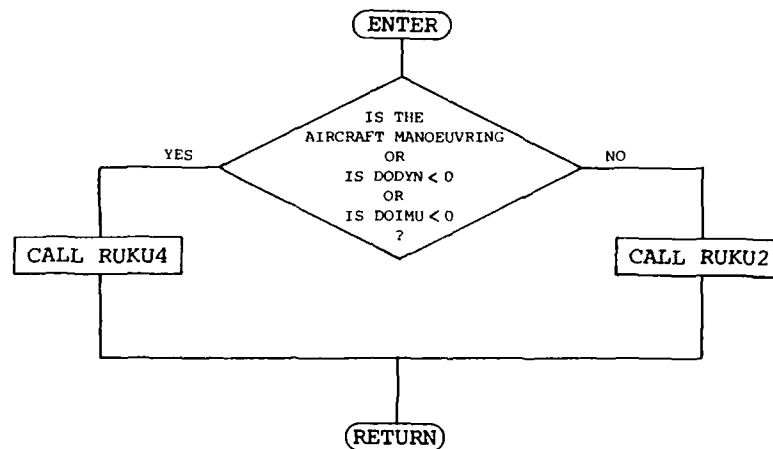 ENTER
IS THE
AIRCRAFT MANOEUVRING
OR
IS DODYN < 0
OR
IS DOIMU < 0
?
YES
NO
CALL RUKU4
CALL RUKU2
RETURN